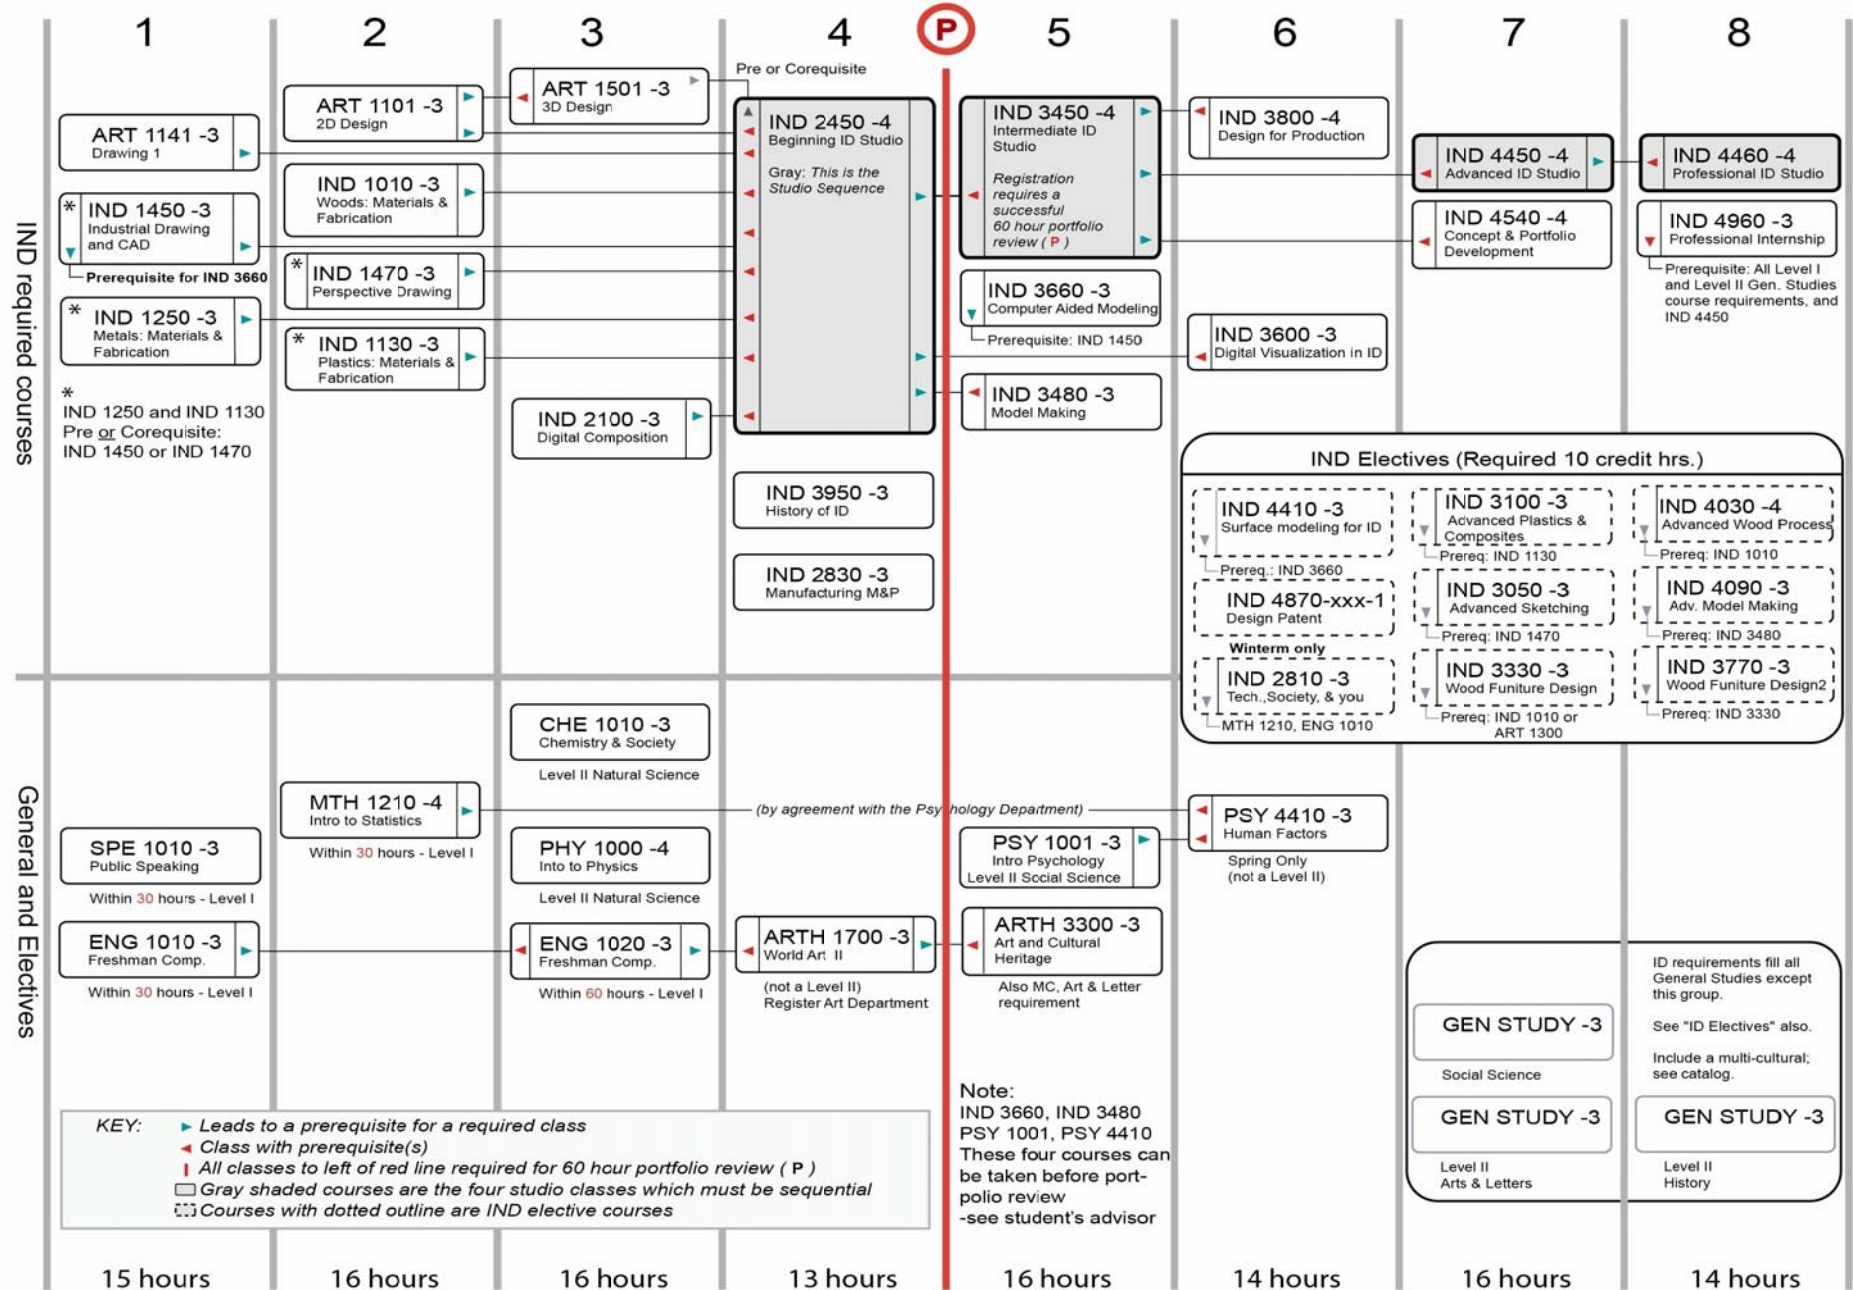 1
2
3
4
P
5
6
7
8
IND required courses
General and Electives
ART 1141 -3
Drawing 1
*
IND 1450 -3
Industrial Drawing
and CAD
Prerequisite for IND 3660
*
IND 1250 -3
Metals: Materials &
Fabrication
*
IND 1250 and IND 1130
Pre or Corequisite:
IND 1450 or IND 1470
ART 1101 -3
2D Design
IND 1010 -3
Woods: Materials &
Fabrication
*
IND 1470 -3
Perspective Drawing
*
IND 1130 -3
Plastics: Materials &
Fabrication
ART 1501 -3
3D Design
IND 2100 -3
Digital Composition
Pre or Corequisite
IND 2450 -4
Beginning ID Studio
Gray: This is the
Studio Sequence
IND 3950 -3
History of ID
IND 2830 -3
Manufacturing M&P
IND 3450 -4
Intermediate ID
Studio
Registration
requires a
successful
60 hour portfolio
review ( P )
IND 3660 -3
Computer Aided Modeling
Prerequisite: IND 1450
IND 3480 -3
Model Making
IND 3800 -4
Design for Production
IND 3600 -3
Digital Visualization in ID
IND 4450 -4
Advanced ID Studio
IND 4540 -4
Concept & Portfolio
Development
IND 4460 -4
Professional ID Studio
IND 4960 -3
Professional Internship
Prerequisite: All Level I
and Level II Gen. Studies
course requirements, and
IND 4450
IND Electives (Required 10 credit hrs.)
IND 4410 -3
Surface modeling for ID
Prereq.: IND 3660
IND 4870-xxx-1
Design Patent
Winterm only
IND 2810 -3
Tech.,Society, & you
MTH 1210, ENG 1010
IND 3100 -3
Advanced Plastics &
Composites
Prereq: IND 1130
IND 3050 -3
Advanced Sketching
Prereq: IND 1470
IND 3330 -3
Wood Funiture Design
Prereq: IND 1010 or
ART 1300
IND 4030 -4
Advanced Wood Process
Prereq: IND 1010
IND 4090 -3
Adv. Model Making
Prereq: IND 3480
IND 3770 -3
Wood Funiture Design2
Prereq: IND 3330
SPE 1010 -3
Public Speaking
Within 30 hours - Level I
ENG 1010 -3
Freshman Comp.
Within 30 hours - Level I
MTH 1210 -4
Intro to Statistics
Within 30 hours - Level I
CHE 1010 -3
Chemistry & Society
Level II Natural Science
PHY 1000 -4
Into to Physics
Level II Natural Science
ENG 1020 -3
Freshman Comp.
Within 60 hours - Level I
(by agreement with the Psychology Department)
ARTH 1700 -3
World Art II
(not a Level II)
Register Art Department
PSY 1001 -3
Intro Psychology
Level II Social Science
ARTH 3300 -3
Art and Cultural
Heritage
Also MC, Art & Letter
requirement
PSY 4410 -3
Human Factors
Spring Only
(not a Level II)
GEN STUDY -3
Social Science
GEN STUDY -3
Level II
Arts & Letters
ID requirements fill all
General Studies except
this group.
See "ID Electives" also.
Include a multi-cultural;
see catalog.
GEN STUDY -3
Level II
History
Note:
IND 3660, IND 3480
PSY 1001, PSY 4410
These four courses can
be taken before port-
polio review
-see student's advisor
KEY:
Leads to a prerequisite for a required class
Class with prerequisite(s)
All classes to left of red line required for 60 hour portfolio review ( P )
Gray shaded courses are the four studio classes which must be sequential
Courses with dotted outline are IND elective courses
15 hours
16 hours
16 hours
13 hours
16 hours
14 hours
16 hours
14 hours